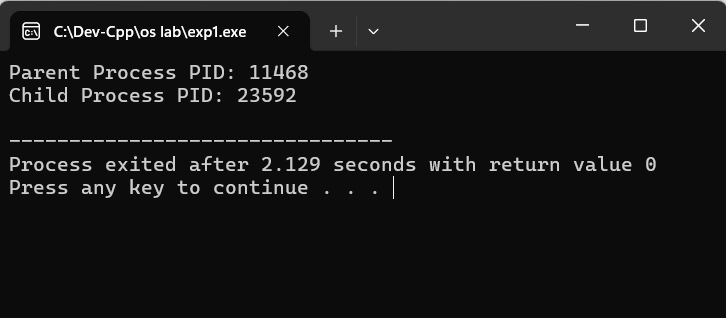 C:\Dev-Cpp\os lab\exp1.exe
Parent Process PID: 11468
Child Process PID: 23592
--------------------------------
Process exited after 2.129 seconds with return value 0
Press any key to continue . . .